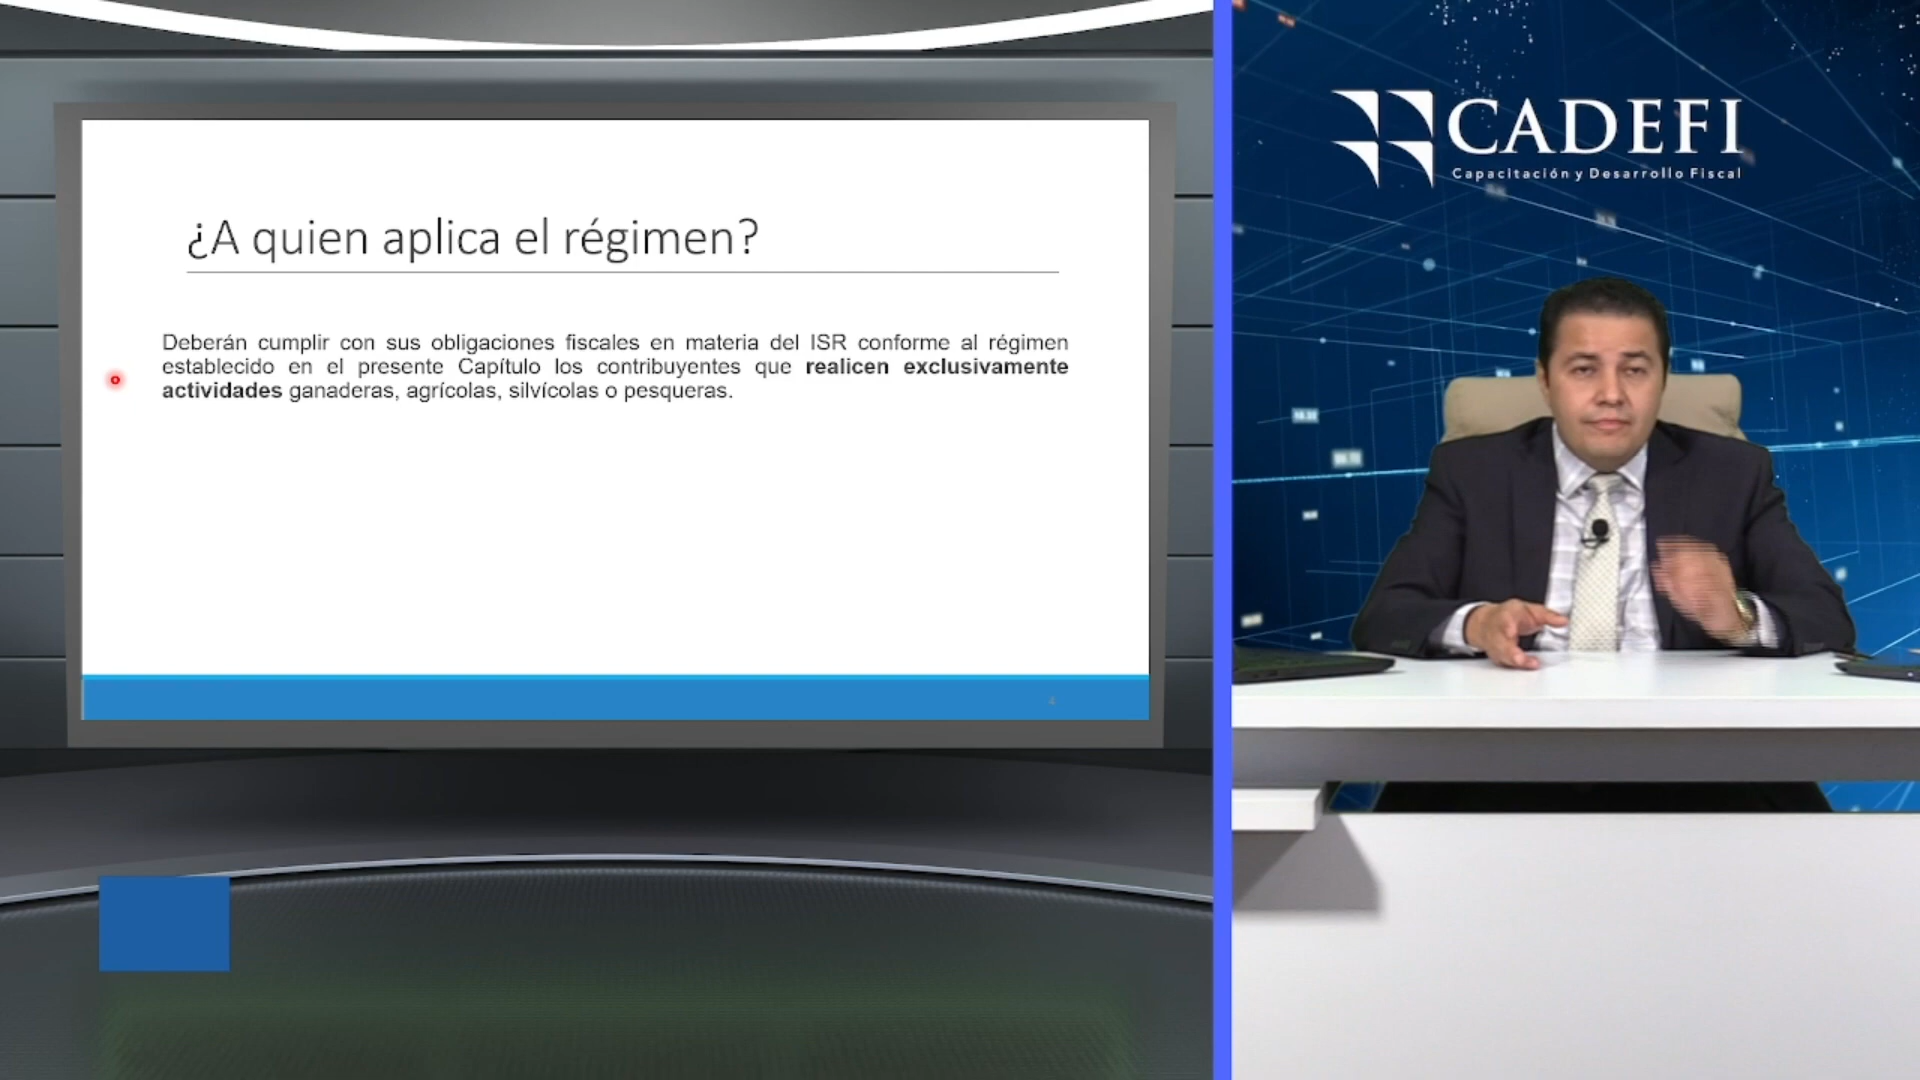 ¿A quien aplica el régimen?
Deberán cumplir con sus obligaciones fiscales en materia del ISR conforme al régimen
establecido en el presente Capítulo los contribuyentes que realicen exclusivamente
actividades ganaderas, agrícolas, silvícolas o pesqueras.
CADEFI
Capacitación y Desarrollo Fiscal